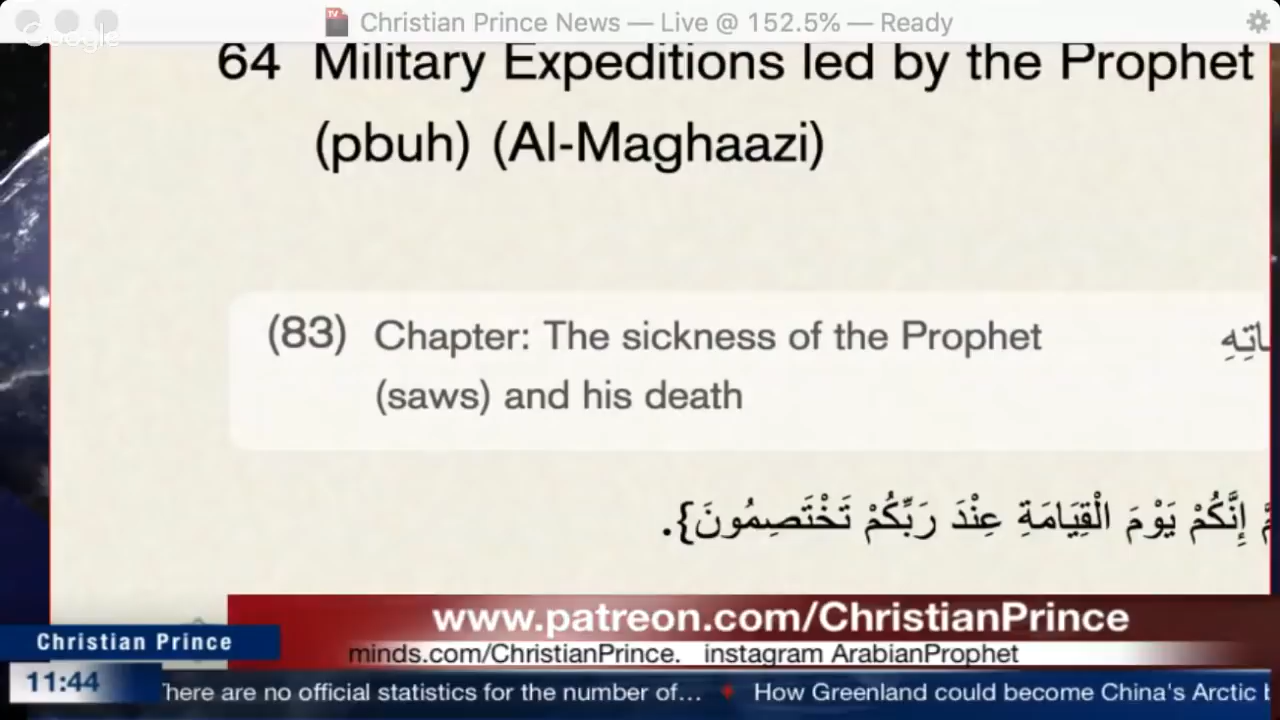 Christian Prince News — Live @ 152.5% — Ready
Google
64 Military Expeditions led by the Prophet
(pbuh) (Al-Maghaazi)
(83) Chapter: The sickness of the Prophet
(saws) and his death
إِنَّكُمْ يَوْمَ الْقِيَامَةِ عِنْدَ رَبِّكُمْ تَخْتَصِمُونَ}.
www.patreon.com/ChristianPrince
Christian Prince
minds.com/ChristianPrince. instagram ArabianProphet
11:44
here are no official statistics for the number of... How Greenland could become China's Arctic